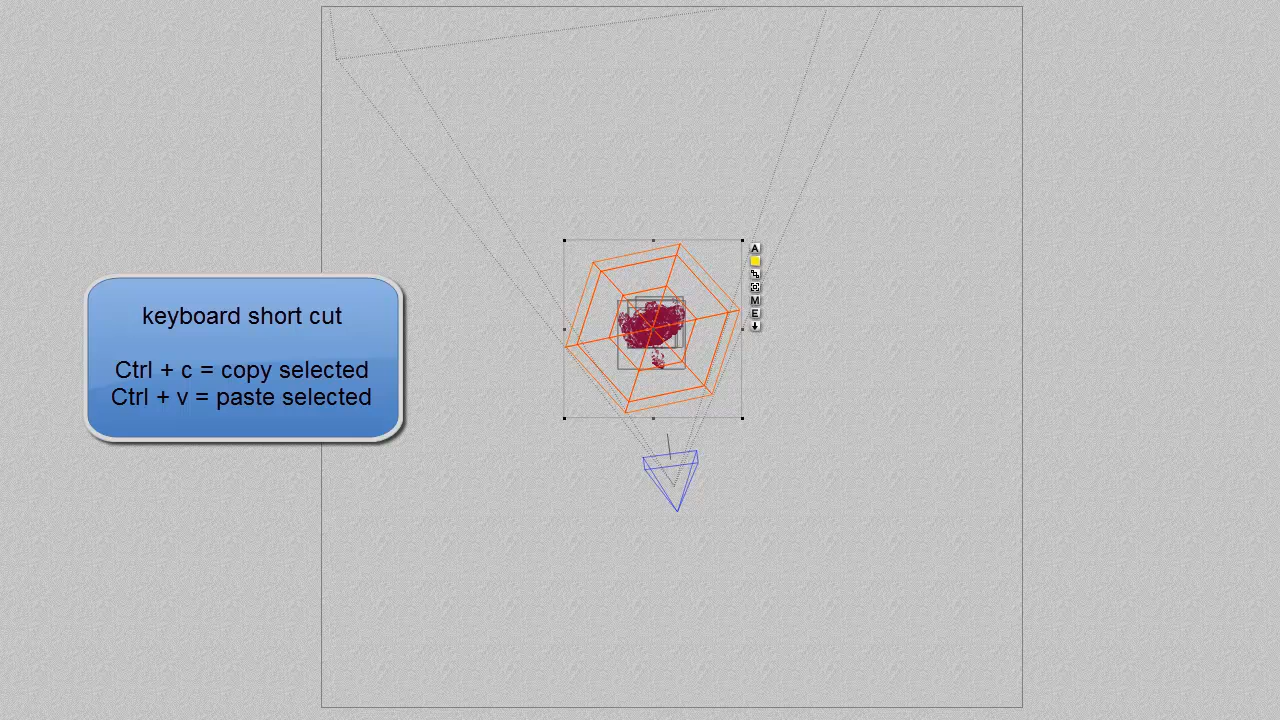 keyboard short cut
Ctrl + c = copy selected
Ctrl + v = paste selected
A
M
E